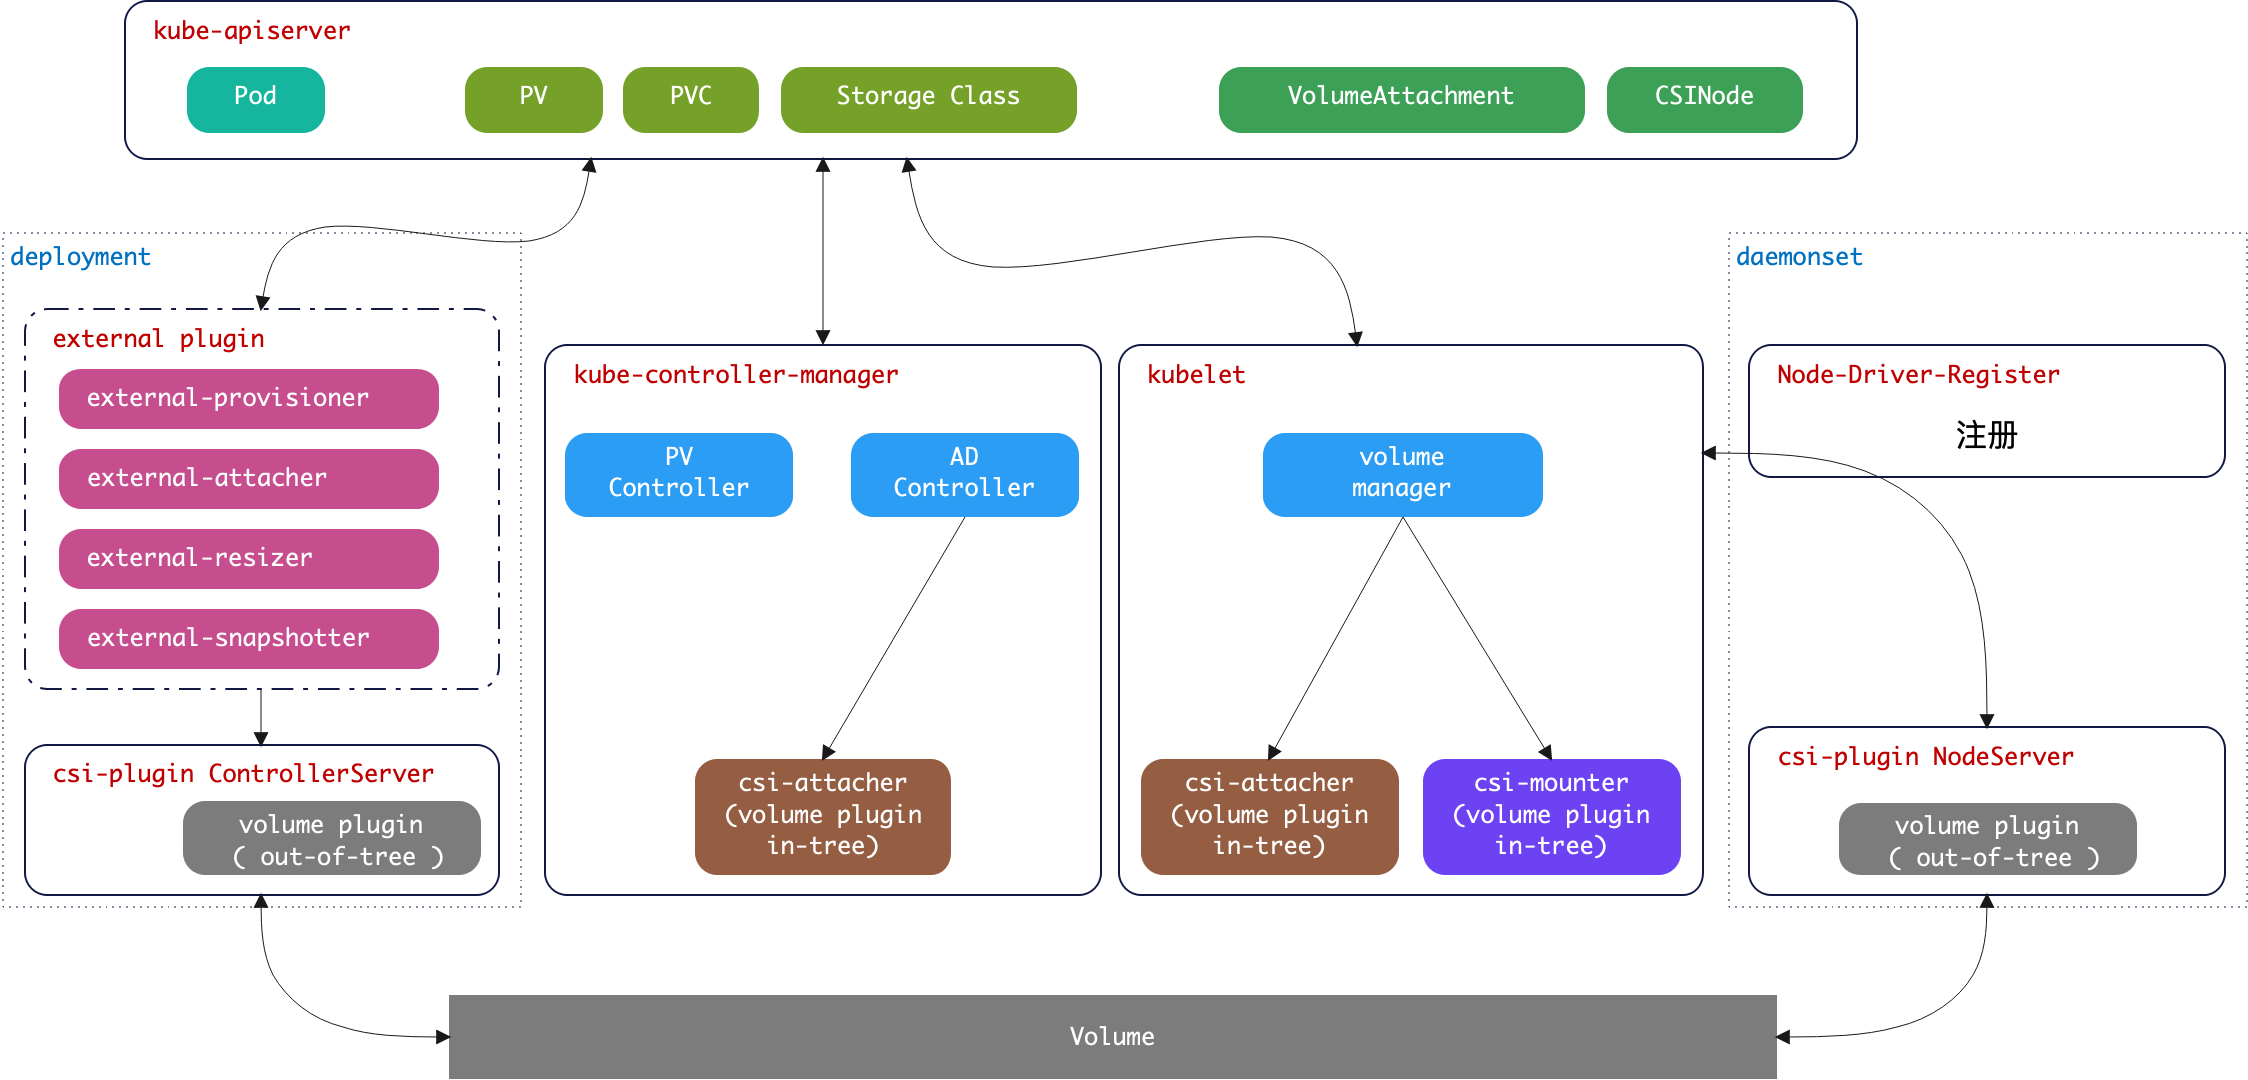 kube-apiserver
Pod
PV
PVC
Storage Class
VolumeAttachment
CSINode
deployment
external plugin
external-provisioner
external-attacher
external-resizer
external-snapshotter
csi-plugin ControllerServer
volume plugin
( out-of-tree )
kube-controller-manager
PV
Controller
AD
Controller
csi-attacher
(volume plugin
in-tree)
kubelet
volume
manager
csi-attacher
(volume plugin
in-tree)
csi-mounter
(volume plugin
in-tree)
daemonset
Node-Driver-Register
注册
csi-plugin NodeServer
volume plugin
( out-of-tree )
Volume